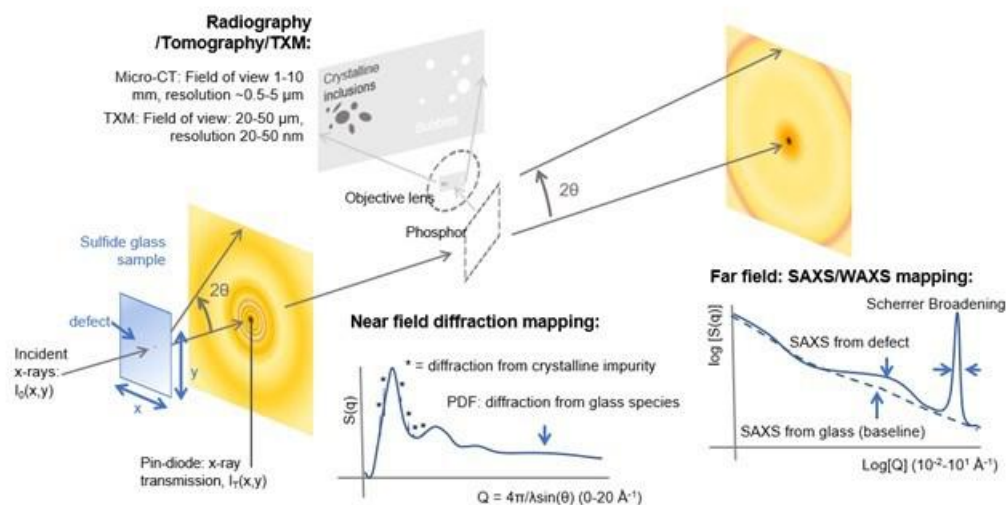 Radiography
/Tomography/TXM:
Micro-CT: Field of view 1-10
mm, resolution ~0.5-5 µm
TXM: Field of view: 20-50 µm,
resolution 20-50 nm
Crystalline
inclusions
Bubbles
Objective lens
Phosphor
2θ
Sulfide glass
sample
defect
2θ
Incident
x-rays:
I₀(x,y)
x
y
Pin-diode: x-ray
transmission, I_T(x,y)
Near field diffraction mapping:
* = diffraction from crystalline impurity
PDF: diffraction from glass species
S(q)
Q = 4π/λsin(θ) (0-20 Å⁻¹)
Far field: SAXS/WAXS mapping:
Scherrer Broadening
SAXS from defect
SAXS from glass (baseline)
log [S(q)]
Log[Q] (10⁻²-10¹ Å⁻¹)